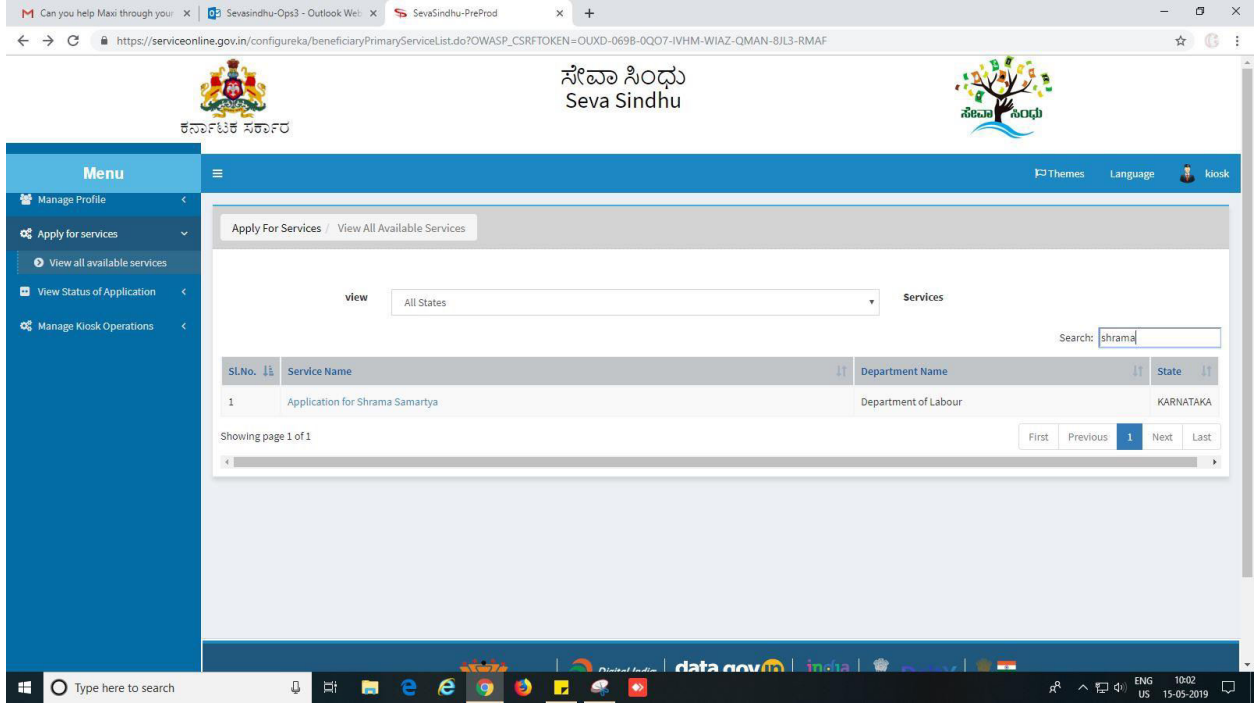 Can you help Maxi through your
Sevasindhu-Ops3 - Outlook Web
SevaSindhu-PreProd
https://serviceonline.gov.in/configureka/beneficiaryPrimaryServiceList.do?OWASP_CSRFTOKEN=OUXD-069B-0QO7-IVHM-WIAZ-QMAN-8JL3-RMAF
ಕರ್ನಾಟಕ ಸರ್ಕಾರ
ಸೇವಾ ಸಿಂಧು
Seva Sindhu
ಸೇವಾ ಸಿಂಧು
Menu
Themes Language kiosk
Manage Profile
Apply for services
View all available services
View Status of Application
Manage Kiosk Operations
Apply For Services / View All Available Services
view All States Services
Search: shrama
Sl.No. Service Name Department Name State
1 Application for Shrama Samartya Department of Labour KARNATAKA
Showing page 1 of 1
First Previous 1 Next Last
Digital India data.gov in india
Type here to search
ENG 10:02
US 15-05-2019